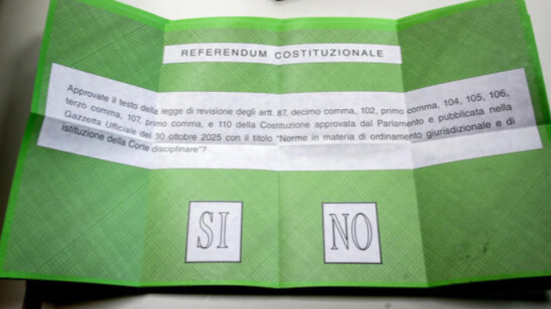 REFERENDUM COSTITUZIONALE
Approvate il testo della legge di revisione degli artt. 87, decimo comma, 102, primo comma, 104, 105, 106,
terzo comma, 107, primo comma, e 110 della Costituzione approvata dal Parlamento e pubblicata nella
Gazzetta Ufficiale del 30 ottobre 2025 con il titolo "Norme in materia di ordinamento giurisdizionale e di
istituzione della Corte disciplinare"?
SI NO